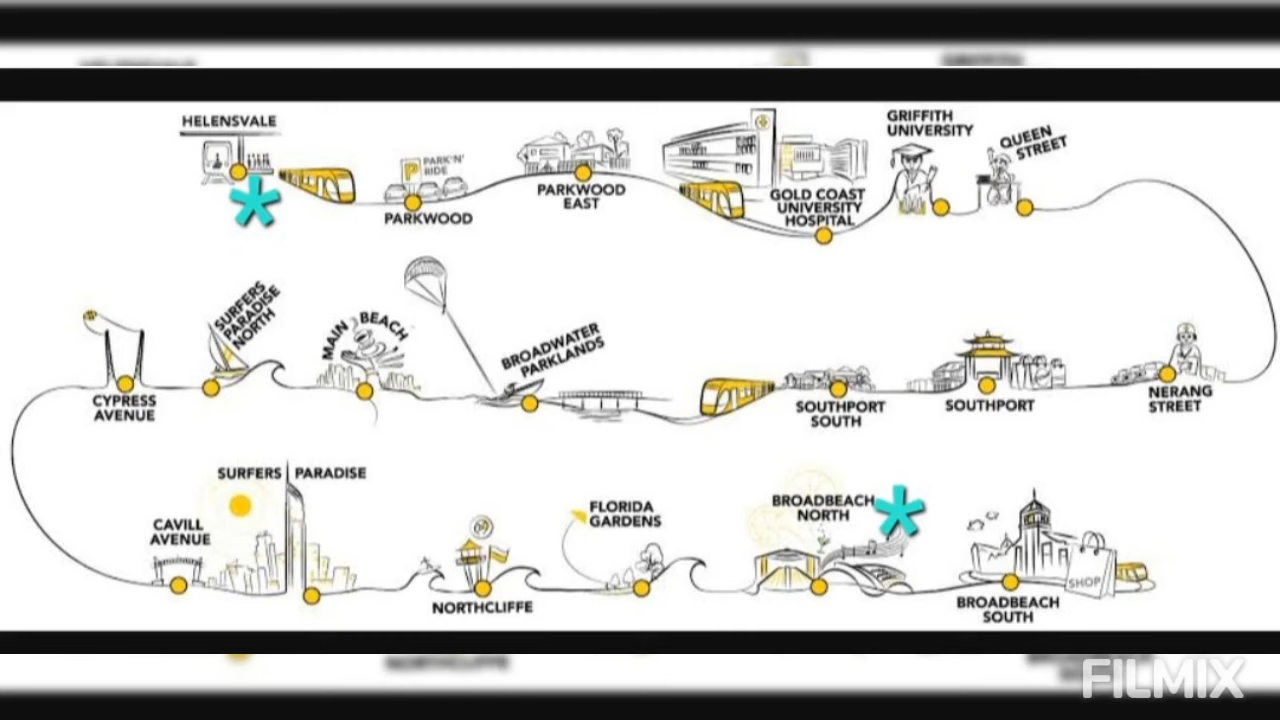 HELENSVALE
P
PARK'N'
RIDE
PARKWOOD
PARKWOOD
EAST
GOLD COAST
UNIVERSITY
HOSPITAL
GRIFFITH
UNIVERSITY
QUEEN
STREET
CYPRESS
AVENUE
SURFERS
PARADISE
NORTH
MAIN BEACH
BROADWATER
PARKLANDS
SOUTHPORT
SOUTH
SOUTHPORT
NERANG
STREET
CAVILL
AVENUE
SURFERS PARADISE
NORTHCLIFFE
FLORIDA
GARDENS
BROADBEACH
NORTH
BROADBEACH
SOUTH
SHOP
NORTHCLIFFE
FILMIX